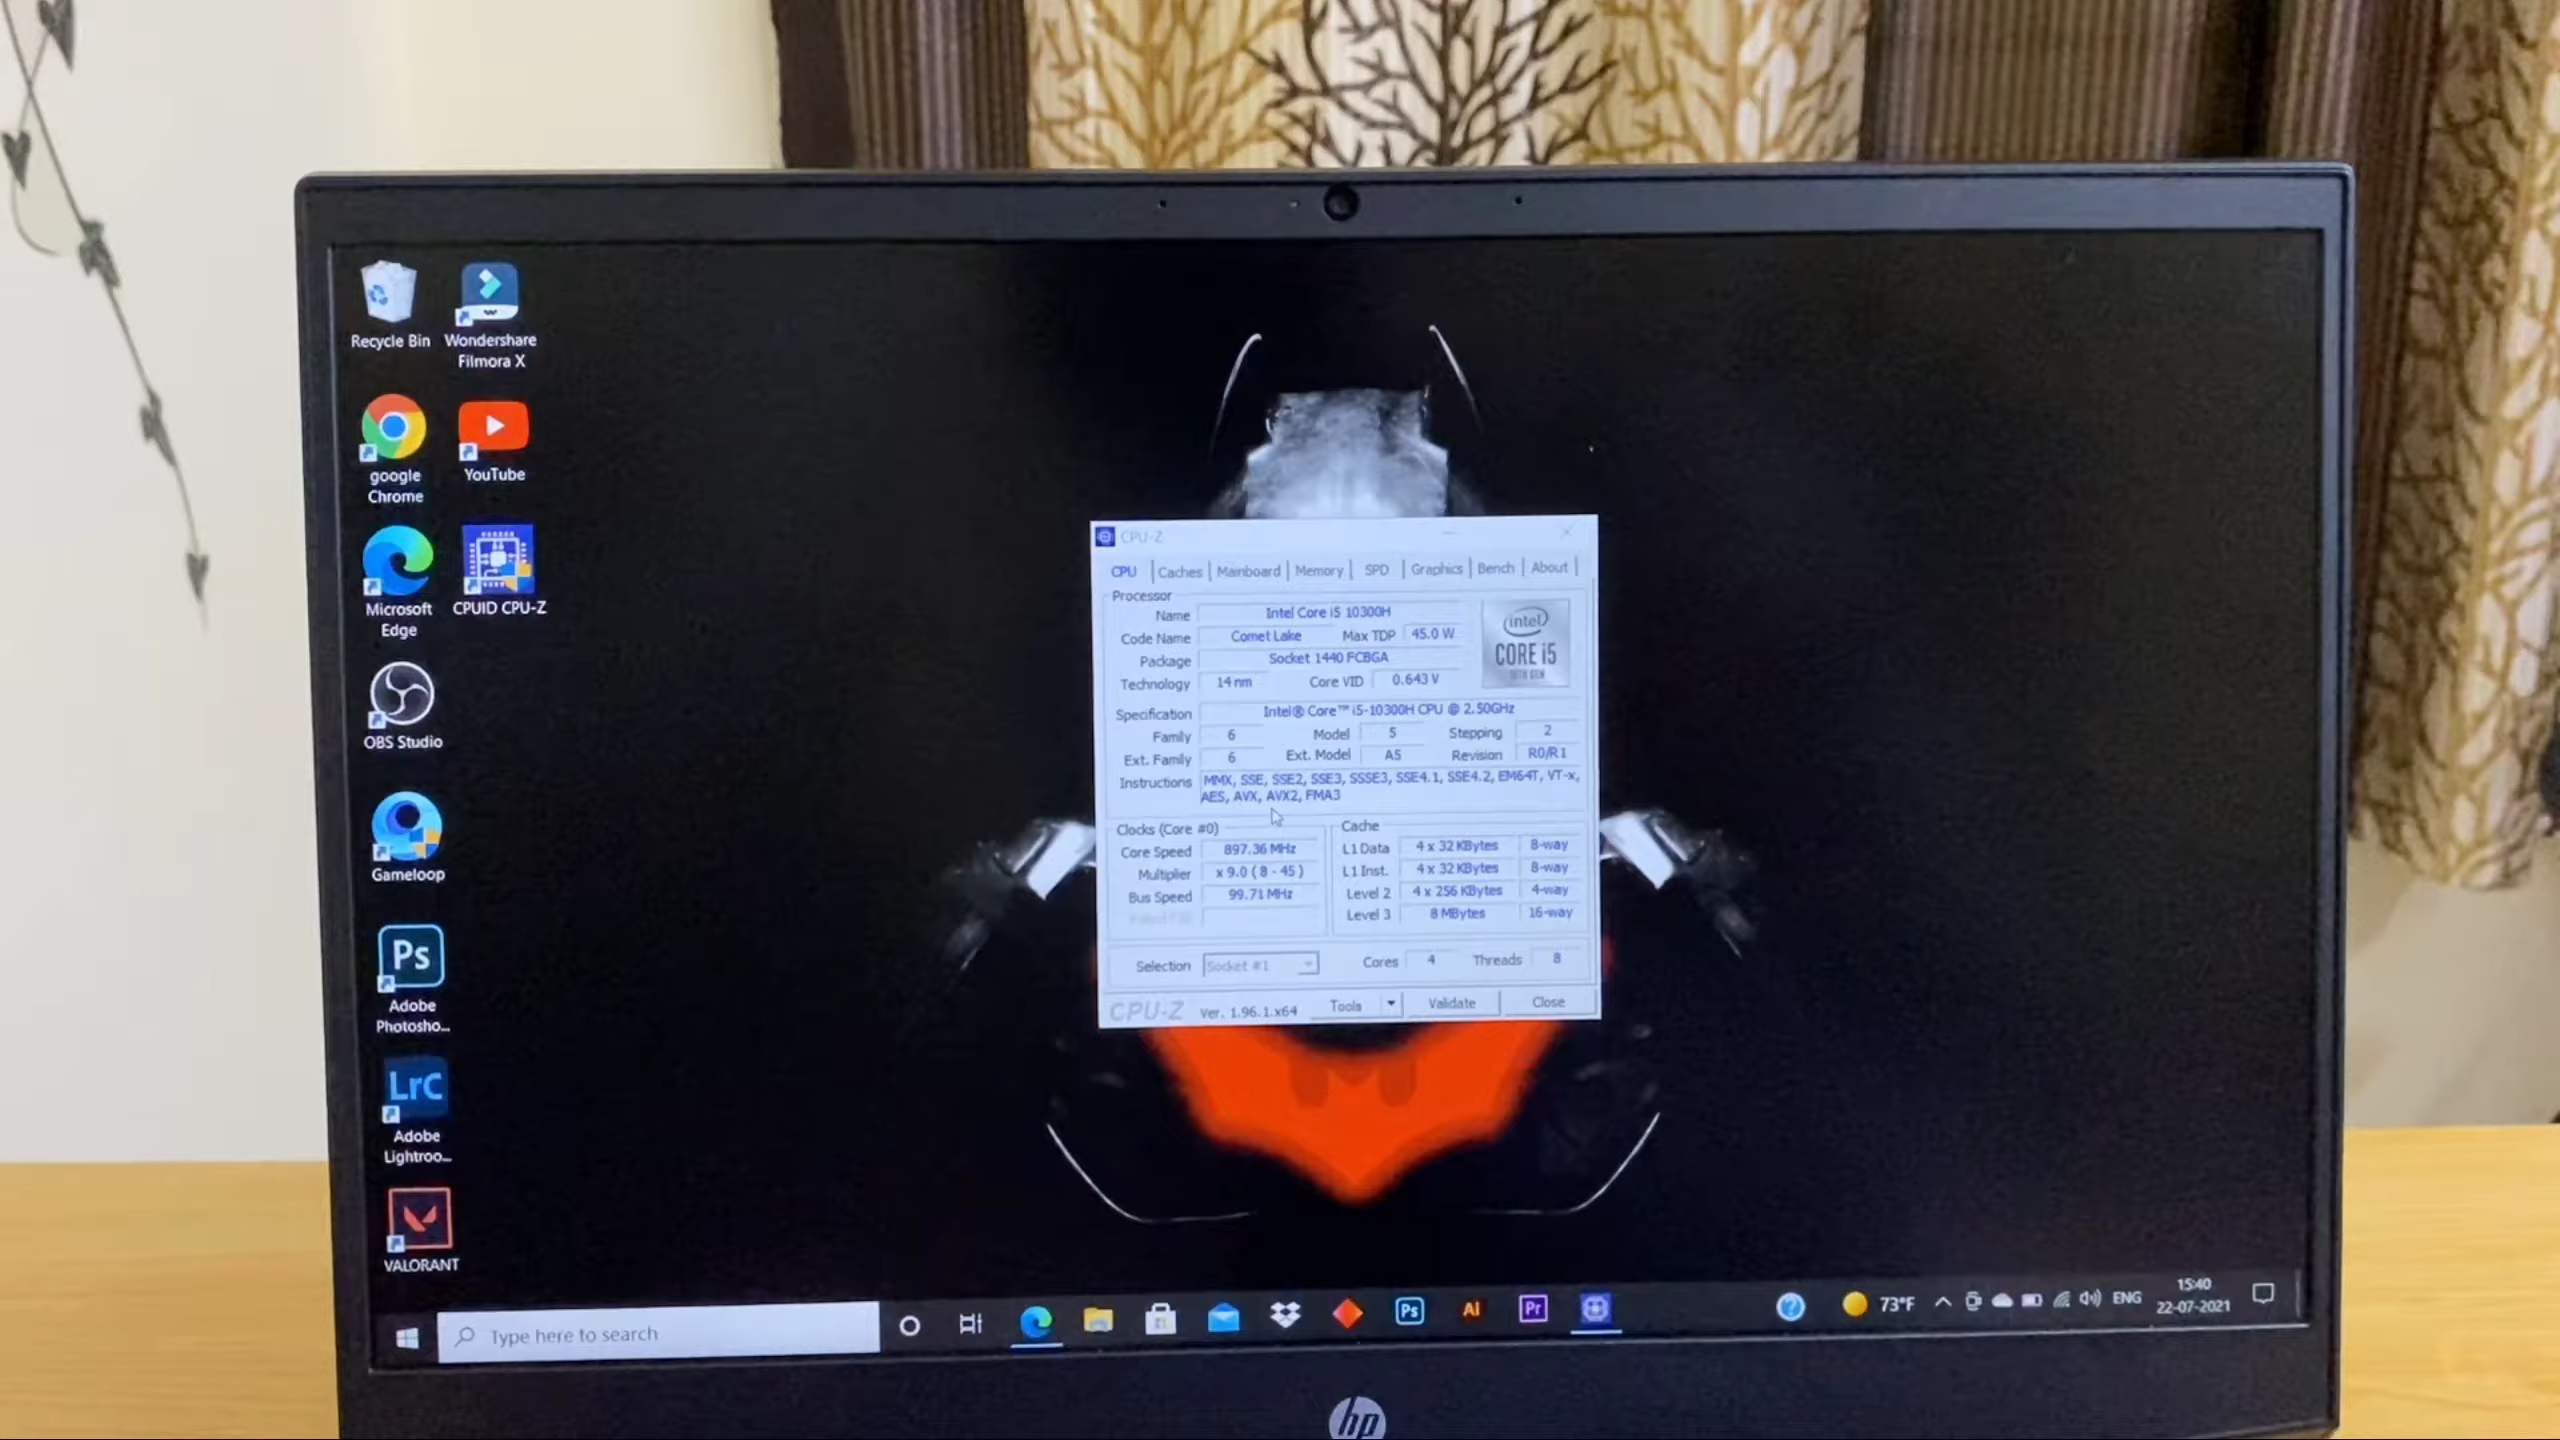 Recycle Bin
Wondershare
Filmora X
google
Chrome
YouTube
Microsoft
Edge
CPUID CPU-Z
OBS Studio
Gameloop
Ps
Adobe
Photosho...
LrC
Adobe
Lightroo...
VALORANT
CPU-Z
CPU Caches Mainboard Memory SPD Graphics Bench About
Processor
Name Intel Core i5 10300H
Code Name Comet Lake Max TDP 45.0 W
Package Socket 1440 FCBGA
Technology 14 nm Core VID 0.643 V
intel
CORE i5
10TH GEN
Specification Intel® Core™ i5-10300H CPU @ 2.50GHz
Family 6 Model 5 Stepping 2
Ext. Family 6 Ext. Model A5 Revision R0/R1
Instructions MMX, SSE, SSE2, SSE3, SSSE3, SSE4.1, SSE4.2, EM64T, VT-x,
AES, AVX, AVX2, FMA3
Clocks (Core #0)
Core Speed 897.36 MHz
Multiplier x 9.0 ( 8 - 45 )
Bus Speed 99.71 MHz
Cache
L1 Data 4 x 32 KBytes 8-way
L1 Inst. 4 x 32 KBytes 8-way
Level 2 4 x 256 KBytes 4-way
Level 3 8 MBytes 16-way
Selection Socket #1 Cores 4 Threads 8
CPU-Z Ver. 1.96.1.x64 Tools Validate Close
Type here to search
Ps Ai Pr
73°F
ENG
15:40
22-07-2021
hp